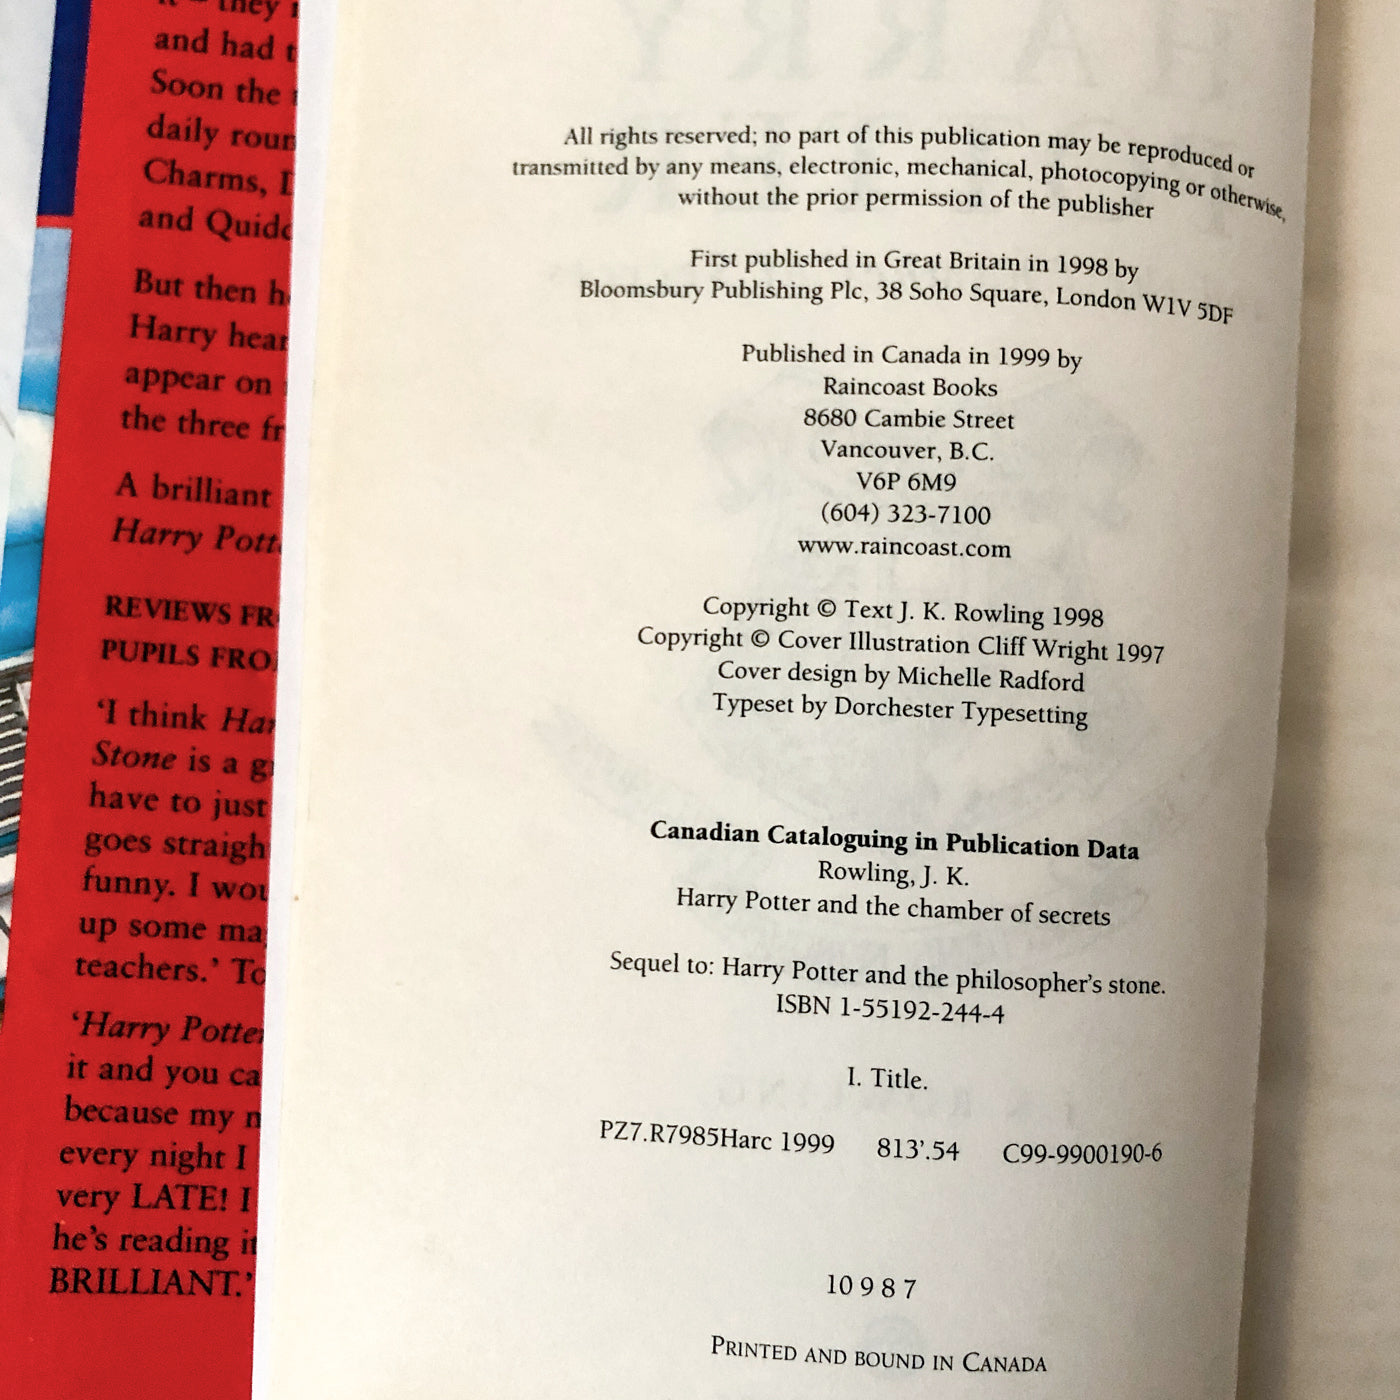 and had
Soon the
daily
Charms,
and
But then
Harry
appear on
the three
A brilliant
Harry
REVIEWS
PUPILS
'I think
Stone is a
have to just
goes
funny. I
up some
teachers.'
'Harry
it and you
because my
every night I
very LATE! I
he's reading
BRILLIANT.'
All rights reserved; no part of this publication may be reproduced or
transmitted by any means, electronic, mechanical, photocopying or otherwise,
without the prior permission of the publisher
First published in Great Britain in 1998 by
Bloomsbury Publishing Plc, 38 Soho Square, London W1V 5DF
Published in Canada in 1999 by
Raincoast Books
8680 Cambie Street
Vancouver, B.C.
V6P 6M9
(604) 323-7100
www.raincoast.com
Copyright © Text J. K. Rowling 1998
Copyright © Cover Illustration Cliff Wright 1997
Cover design by Michelle Radford
Typeset by Dorchester Typesetting
Canadian Cataloguing in Publication Data
Rowling, J. K.
Harry Potter and the chamber of secrets
Sequel to: Harry Potter and the philosopher's stone.
ISBN 1-55192-244-4
I. Title.
PZ7.R7985Harc 1999 813'.54 C99-9900190-6
10 9 8 7
PRINTED AND BOUND IN CANADA